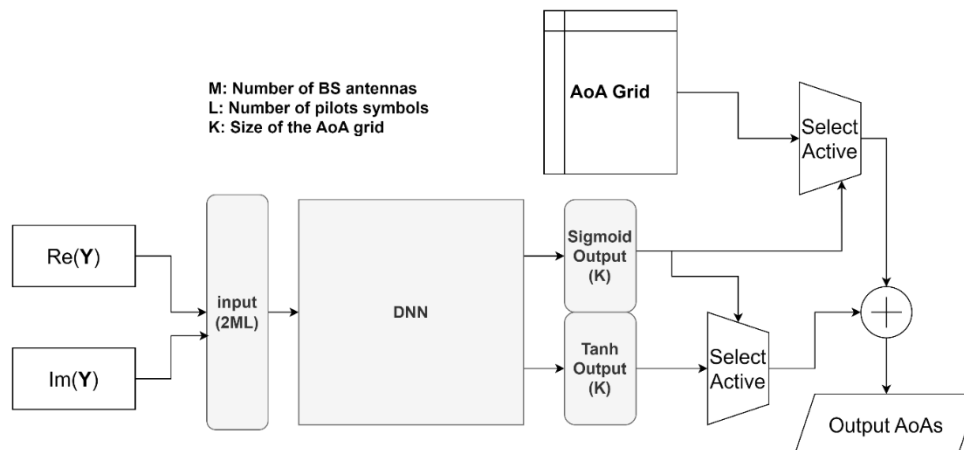 M: Number of BS antennas
L: Number of pilots symbols
K: Size of the AoA grid
AoA Grid
Select
Active
Re(Y)
Im(Y)
input
(2ML)
DNN
Sigmoid
Output
(K)
Tanh
Output
(K)
Select
Active
Output AoAs